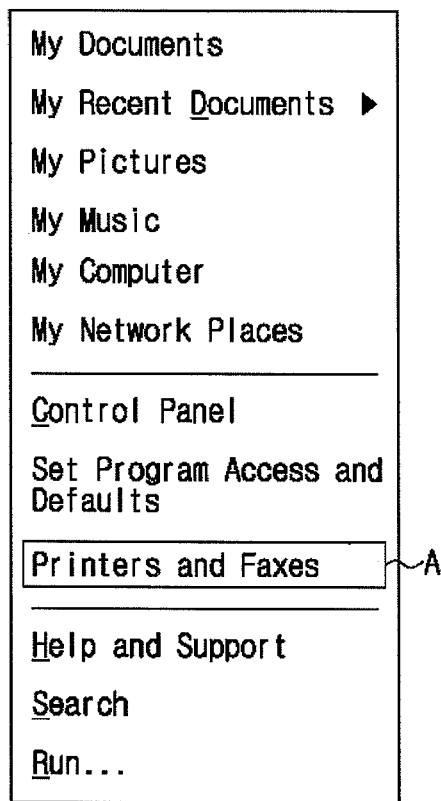 My Documents
My Recent Documents ▶
My Pictures
My Music
My Computer
My Network Places
Control Panel
Set Program Access and
Defaults
Printers and Faxes
A
Help and Support
Search
Run...